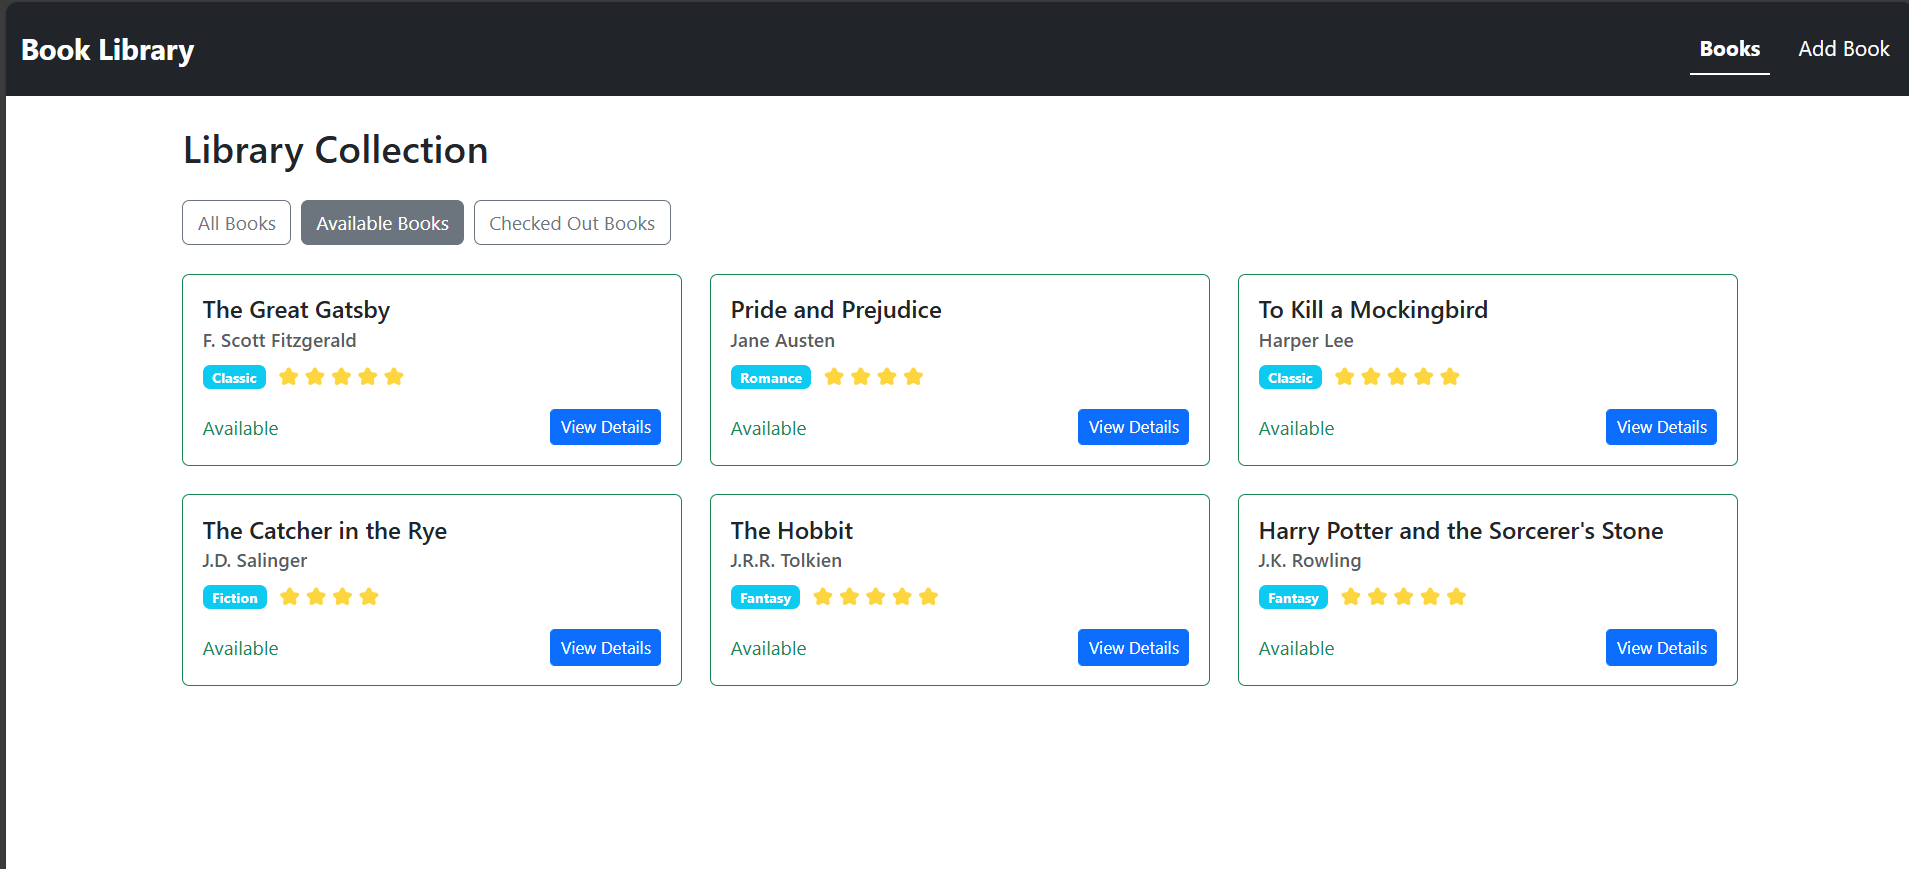 Book Library
Books Add Book
Library Collection
All Books Available Books Checked Out Books
The Great Gatsby
F. Scott Fitzgerald
Classic
Available View Details
Pride and Prejudice
Jane Austen
Romance
Available View Details
To Kill a Mockingbird
Harper Lee
Classic
Available View Details
The Catcher in the Rye
J.D. Salinger
Fiction
Available View Details
The Hobbit
J.R.R. Tolkien
Fantasy
Available View Details
Harry Potter and the Sorcerer's Stone
J.K. Rowling
Fantasy
Available View Details